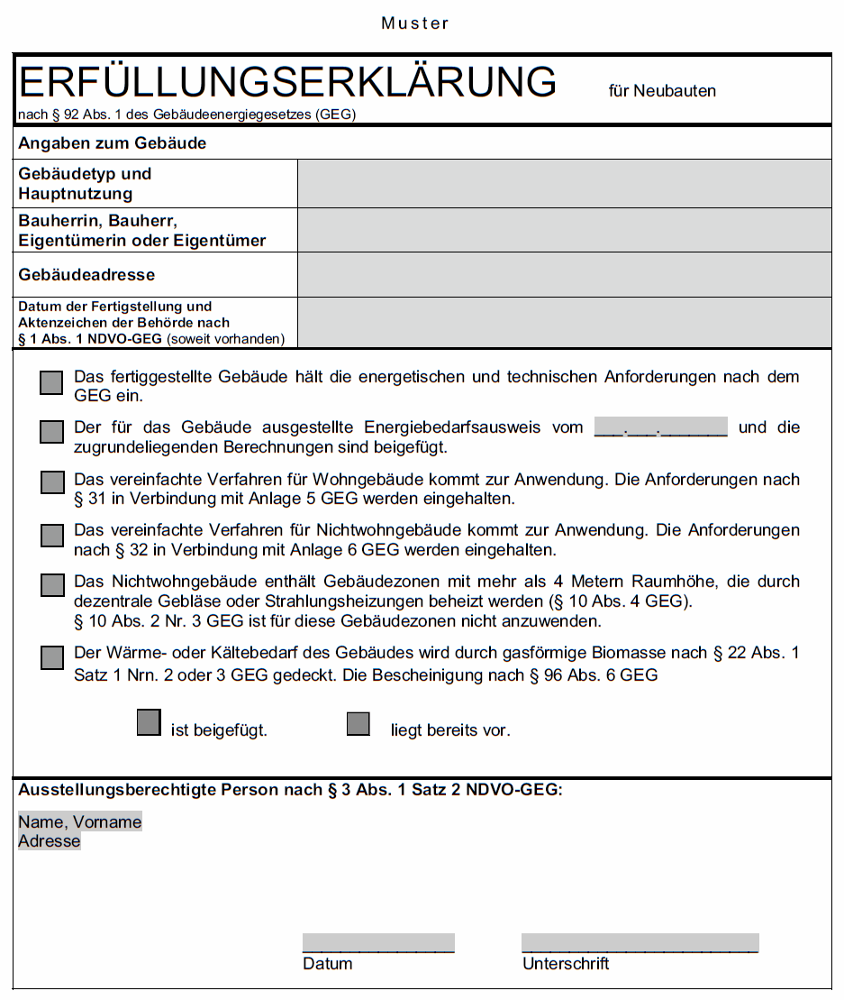 Muster
ERFÜLLUNGSERKLÄRUNG für Neubauten
nach § 92 Abs. 1 des Gebäudeenergiegesetzes (GEG)
Angaben zum Gebäude
Gebäudetyp und
Hauptnutzung
Bauherrin, Bauherr,
Eigentümerin oder Eigentümer
Gebäudeadresse
Datum der Fertigstellung und
Aktenzeichen der Behörde nach
§ 1 Abs. 1 NDVO-GEG (soweit vorhanden)
Das fertiggestellte Gebäude hält die energetischen und technischen Anforderungen nach dem
GEG ein.
Der für das Gebäude ausgestellte Energiebedarfsausweis vom ___.___._______ und die
zugrundeliegenden Berechnungen sind beigefügt.
Das vereinfachte Verfahren für Wohngebäude kommt zur Anwendung. Die Anforderungen nach
§ 31 in Verbindung mit Anlage 5 GEG werden eingehalten.
Das vereinfachte Verfahren für Nichtwohngebäude kommt zur Anwendung. Die Anforderungen
nach § 32 in Verbindung mit Anlage 6 GEG werden eingehalten.
Das Nichtwohngebäude enthält Gebäudezonen mit mehr als 4 Metern Raumhöhe, die durch
dezentrale Gebläse oder Strahlungsheizungen beheizt werden (§ 10 Abs. 4 GEG).
§ 10 Abs. 2 Nr. 3 GEG ist für diese Gebäudezonen nicht anzuwenden.
Der Wärme- oder Kältebedarf des Gebäudes wird durch gasförmige Biomasse nach § 22 Abs. 1
Satz 1 Nrn. 2 oder 3 GEG gedeckt. Die Bescheinigung nach § 96 Abs. 6 GEG
ist beigefügt. liegt bereits vor.
Ausstellungsberechtigte Person nach § 3 Abs. 1 Satz 2 NDVO-GEG:
Name, Vorname
Adresse
Datum Unterschrift